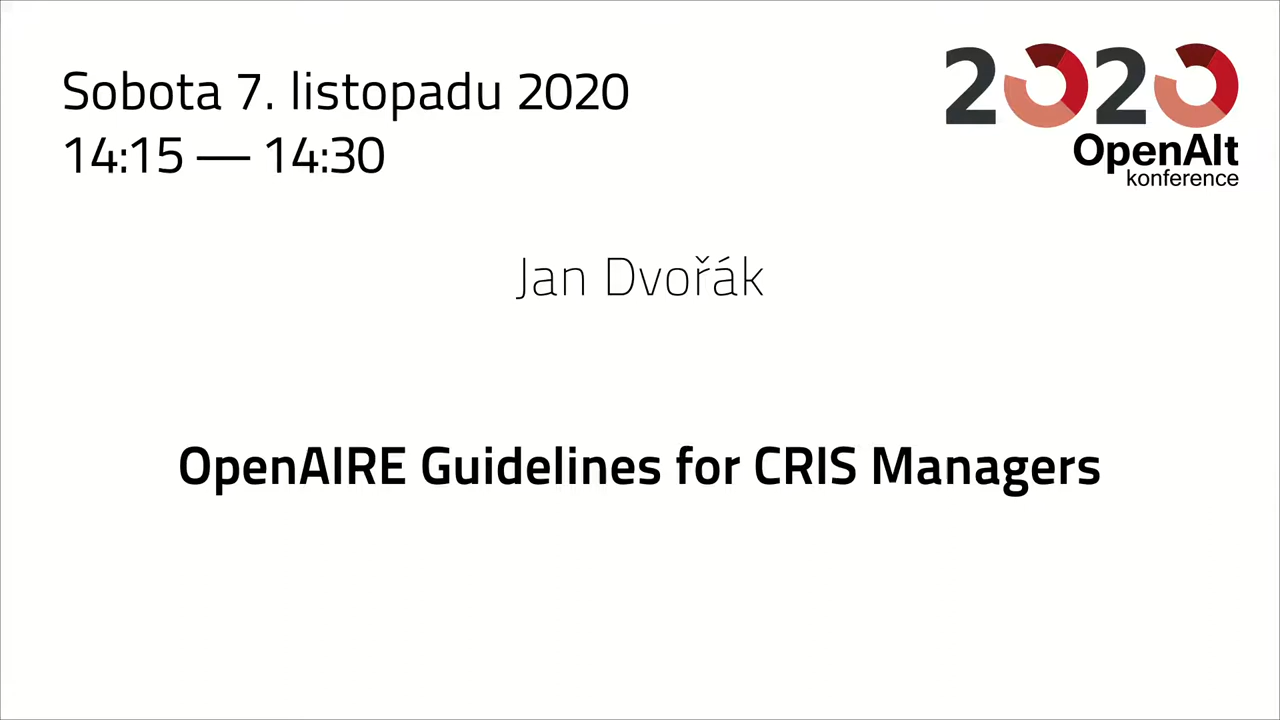 Sobota 7. listopadu 2020
14:15 — 14:30
2020
OpenAlt
konference
Jan Dvořák
OpenAIRE Guidelines for CRIS Managers